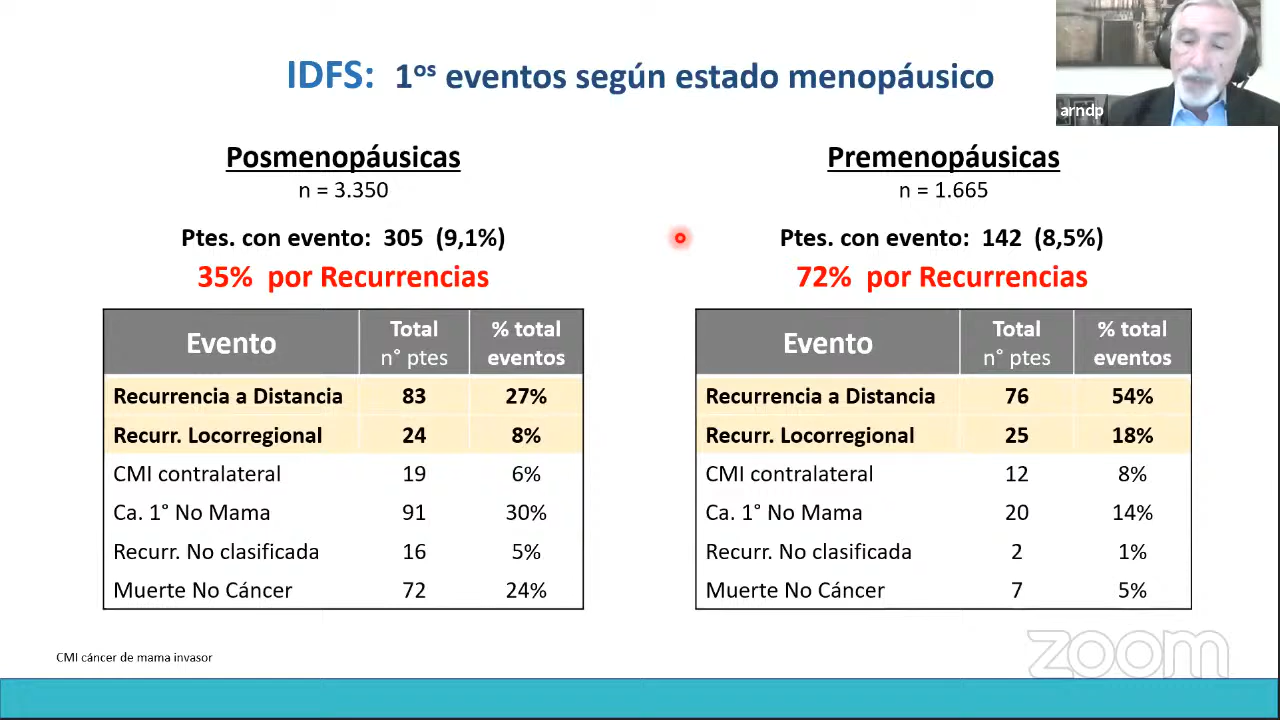 IDFS: 1os eventos según estado menopáusico
arndp
Posmenopáusicas
n = 3.350
Ptes. con evento: 305 (9,1%)
35% por Recurrencias
Evento Total n° ptes % total eventos
Recurrencia a Distancia 83 27%
Recurr. Locorregional 24 8%
CMI contralateral 19 6%
Ca. 1° No Mama 91 30%
Recurr. No clasificada 16 5%
Muerte No Cáncer 72 24%
Premenopáusicas
n = 1.665
Ptes. con evento: 142 (8,5%)
72% por Recurrencias
Evento Total n° ptes % total eventos
Recurrencia a Distancia 76 54%
Recurr. Locorregional 25 18%
CMI contralateral 12 8%
Ca. 1° No Mama 20 14%
Recurr. No clasificada 2 1%
Muerte No Cáncer 7 5%
CMI cáncer de mama invasor
zoom